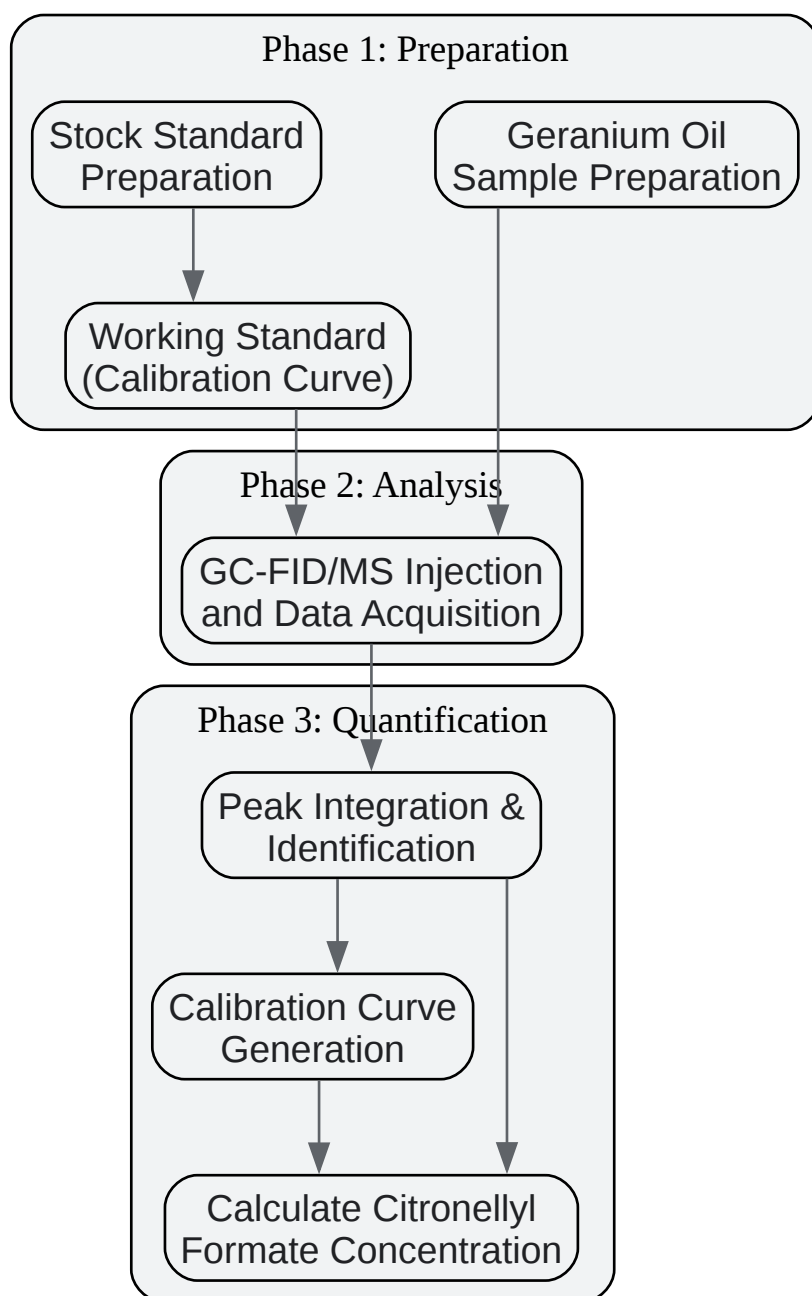 Phase 1: Preparation
Stock Standard
Preparation
Geranium Oil
Sample Preparation
Working Standard
(Calibration Curve)
Phase 2: Analysis
GC-FID/MS Injection
and Data Acquisition
Phase 3: Quantification
Peak Integration &
Identification
Calibration Curve
Generation
Calculate Citronellyl
Formate Concentration